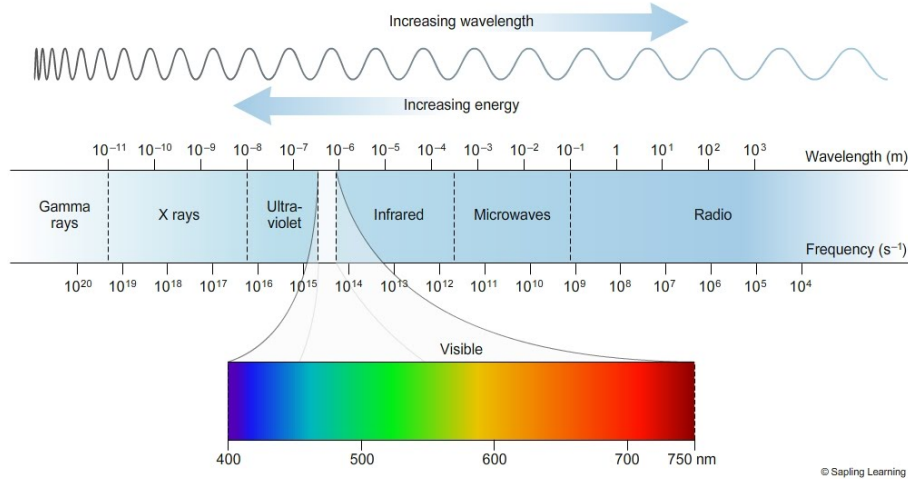 Increasing wavelength
Increasing energy
10⁻¹¹ 10⁻¹⁰ 10⁻⁹ 10⁻⁸ 10⁻⁷ 10⁻⁶ 10⁻⁵ 10⁻⁴ 10⁻³ 10⁻² 10⁻¹ 1 10¹ 10² 10³ Wavelength (m)
Gamma
rays
X rays
Ultra-
violet
Infrared
Microwaves
Radio
Frequency (s⁻¹)
10²⁰ 10¹⁹ 10¹⁸ 10¹⁷ 10¹⁶ 10¹⁵ 10¹⁴ 10¹³ 10¹² 10¹¹ 10¹⁰ 10⁹ 10⁸ 10⁷ 10⁶ 10⁵ 10⁴
Visible
400 500 600 700 750 nm
© Sapling Learning